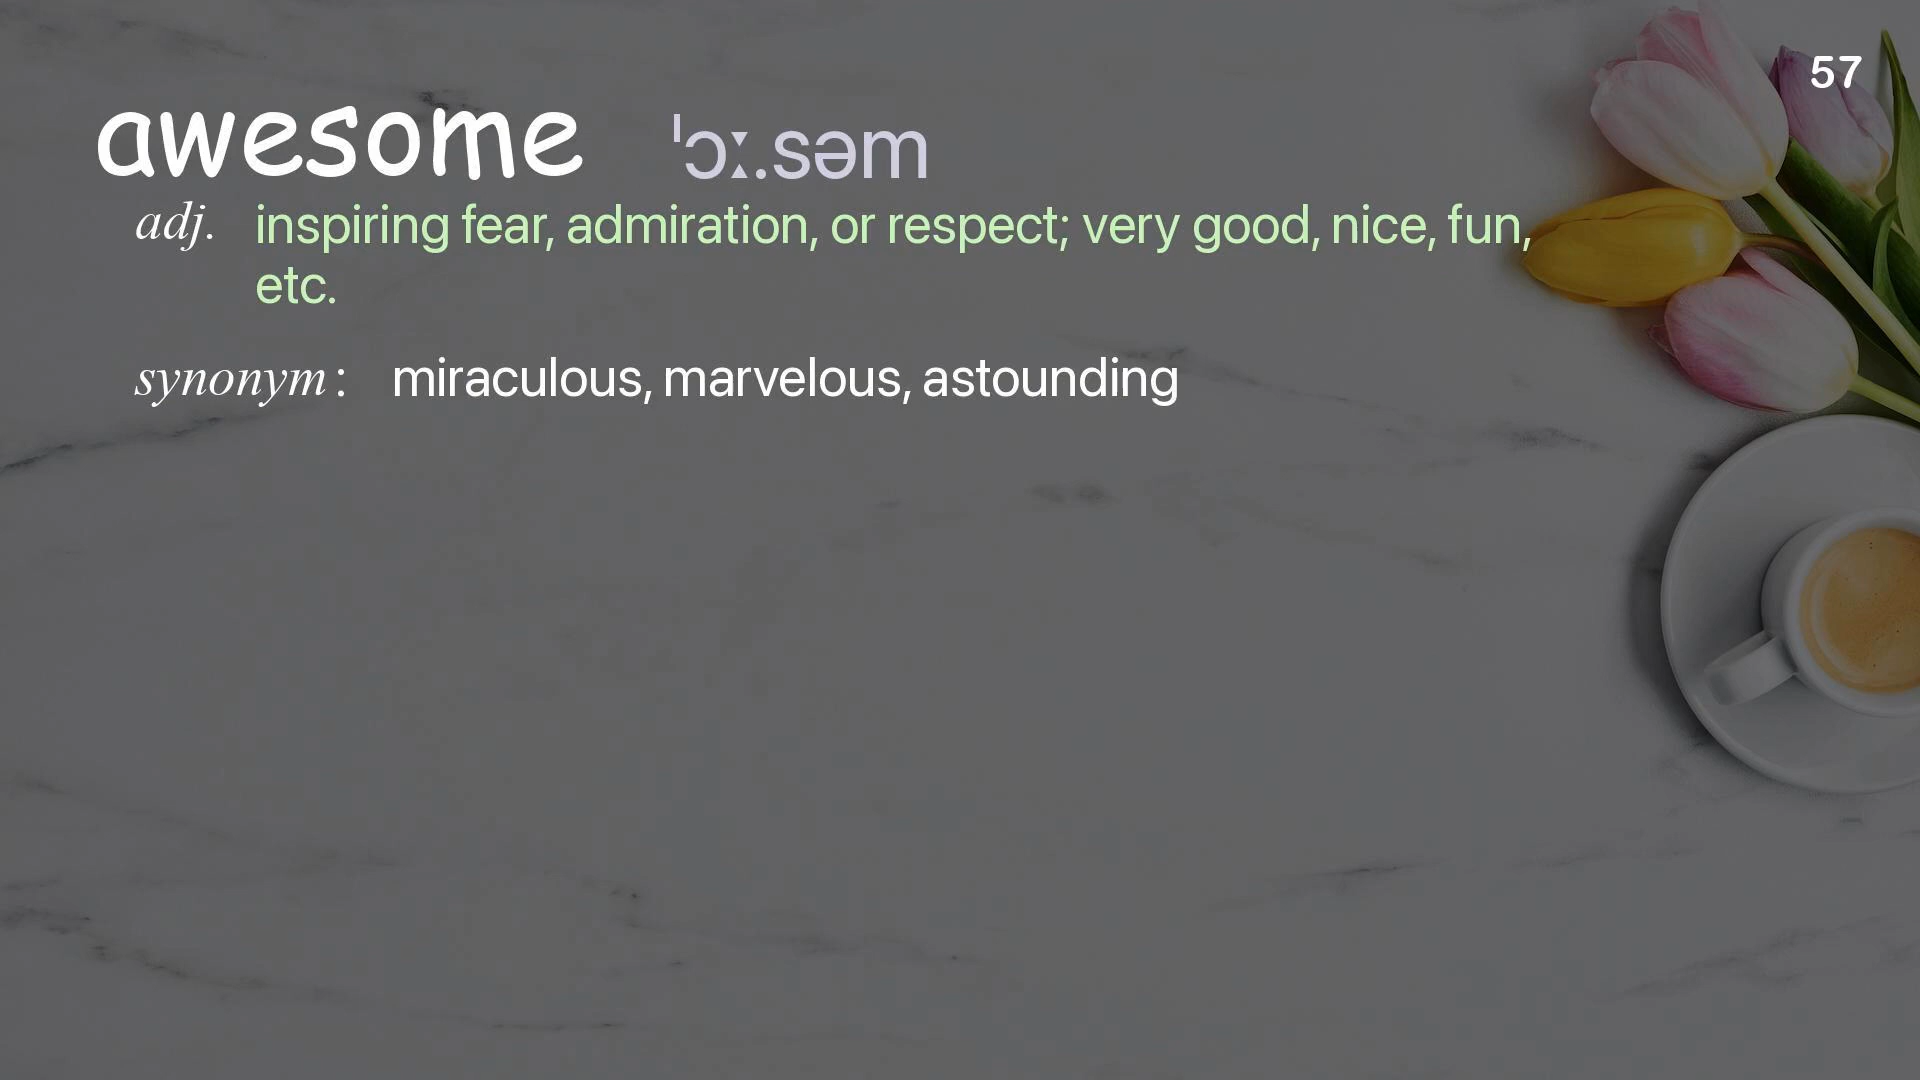 57
awesome ˈɔː.səm
adj. inspiring fear, admiration, or respect; very good, nice, fun,
etc.
synonym: miraculous, marvelous, astounding